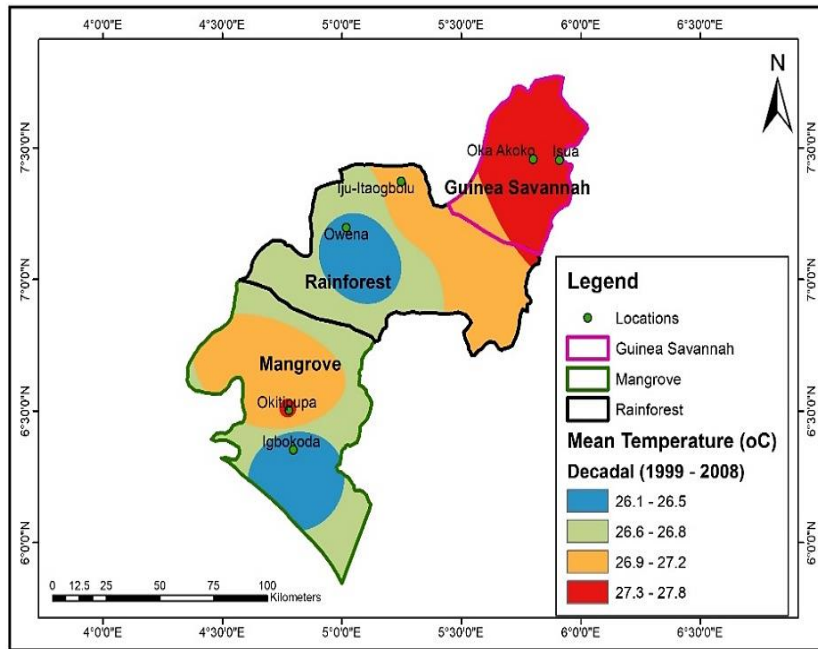 4°0'0"E 4°30'0"E 5°0'0"E 5°30'0"E 6°0'0"E 6°30'0"E
N
7°30'0"N 7°30'0"N
Oka Akoko Isua
Iju-Itaogbolu
Guinea Savannah
Owena
7°0'0"N 7°0'0"N
Rainforest
Mangrove
Okitipupa
6°30'0"N 6°30'0"N
Igbokoda
6°0'0"N 6°0'0"N
Legend
Locations
Guinea Savannah
Mangrove
Rainforest
Mean Temperature (oC)
Decadal (1999 - 2008)
26.1 - 26.5
26.6 - 26.8
26.9 - 27.2
27.3 - 27.8
0 12.5 25 50 75 100
Kilometers
4°0'0"E 4°30'0"E 5°0'0"E 5°30'0"E 6°0'0"E 6°30'0"E